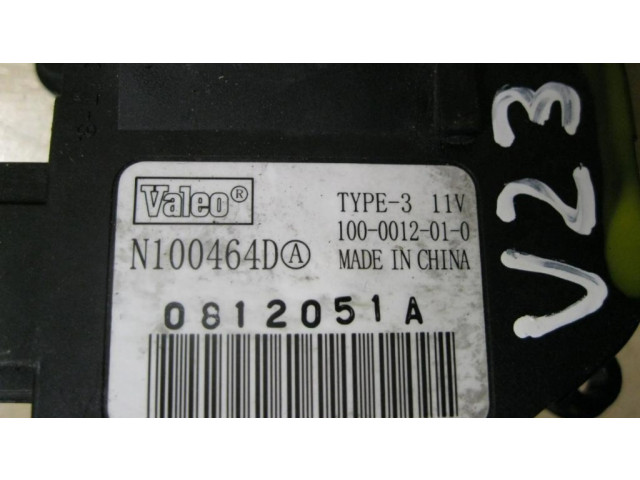 Valeo®
TYPE-3 11V
100-0012-01-0
N100464DⒶ
MADE IN CHINA
0812051A
V23